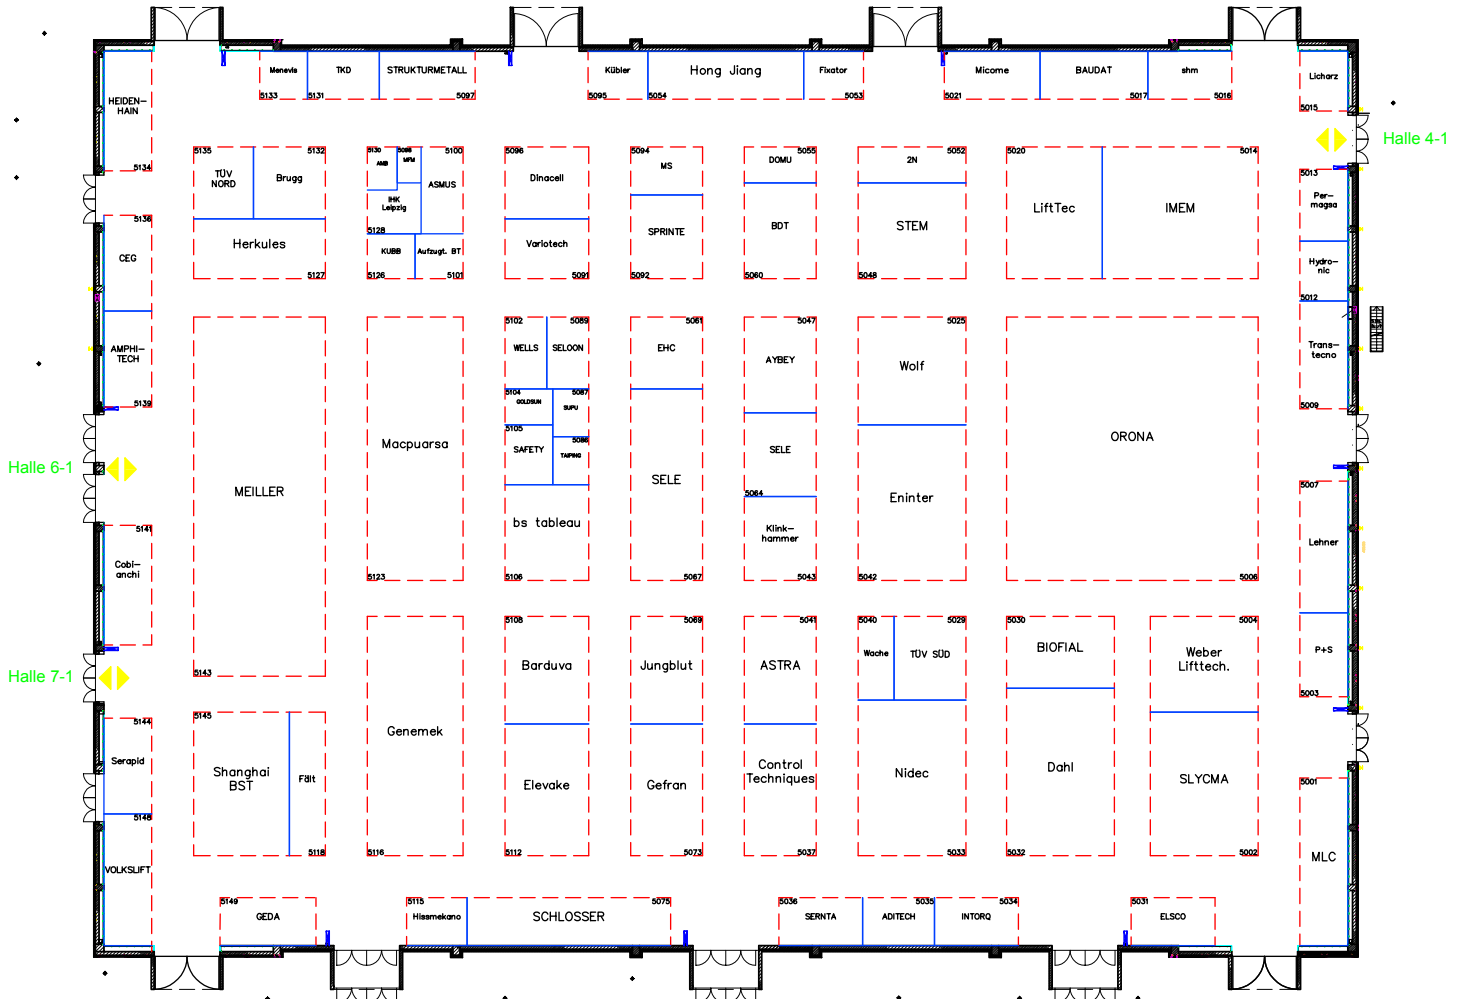 Menevis
TKD
STRUKTURMETALL
Kübler
Hong Jiang
Fixator
Micome
BAUDAT
shm
Licharz
5133
5131
5097
5095
5054
5053
5021
5017
5016
5015
HEIDEN-
HAIN
5134
Halle 4-1
5135
5132
TÜV
NORD
Brugg
Herkules
5127
5130
5098
5100
AMB
MFM
ASMUS
IHK
Leipzig
5128
KUBB
Aufzugt. BT
5126
5101
5096
Dinacell
Variotech
5091
5094
MS
SPRINTE
5092
5055
DOMU
BDT
5060
5052
2N
STEM
5048
5020
5014
LiftTec
IMEM
5013
Per-
magsa
Hydro-
nic
5012
Trans-
tecno
5009
5136
CEG
AMPHI-
TECH
5139
Halle 6-1
MEILLER
5143
Macpuarsa
5123
5102
5089
WELLS
SELOON
5104
5087
GOLDSUN
SUPU
5105
5086
SAFETY
TAIPING
bs tableau
5106
5061
EHC
SELE
5067
5047
AYBEY
SELE
5064
Klink-
hammer
5043
5025
Wolf
Eninter
5042
ORONA
5006
5007
Lehner
P+S
5003
5141
Cobi-
anchi
Halle 7-1
5144
Serapid
5148
VOLKSLIFT
5145
Shanghai
BST
Fält
5118
Genemek
5116
5108
Barduva
Elevake
5112
5069
Jungblut
Gefran
5073
5041
ASTRA
Control
Techniques
5037
5040
5029
Wache
TÜV SÜD
Nidec
5033
5030
BIOFIAL
Dahl
5032
5004
Weber
Lifttech.
SLYCMA
5002
5001
MLC
5149
GEDA
5115
5075
Hissmekano
SCHLOSSER
5036
5035
5034
SERNTA
ADITECH
INTORQ
5031
ELSCO